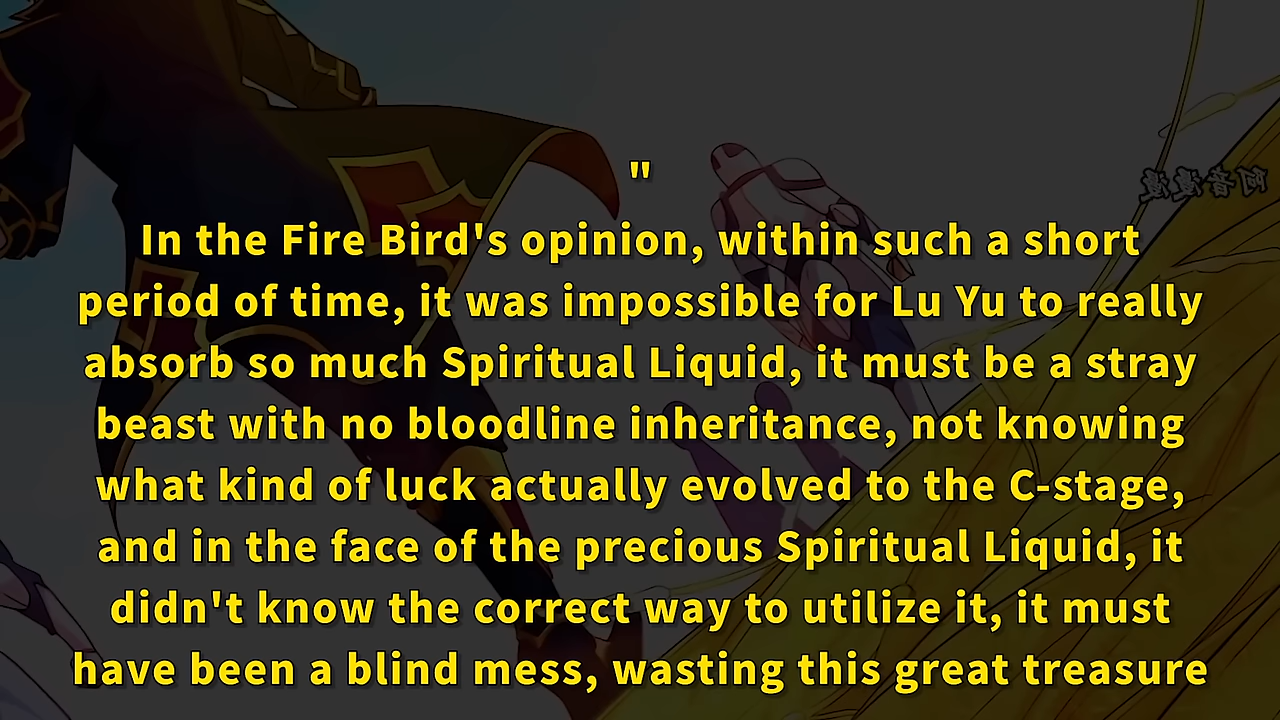 "
In the Fire Bird's opinion, within such a short
period of time, it was impossible for Lu Yu to really
absorb so much Spiritual Liquid, it must be a stray
beast with no bloodline inheritance, not knowing
what kind of luck actually evolved to the C-stage,
and in the face of the precious Spiritual Liquid, it
didn't know the correct way to utilize it, it must
have been a blind mess, wasting this great treasure